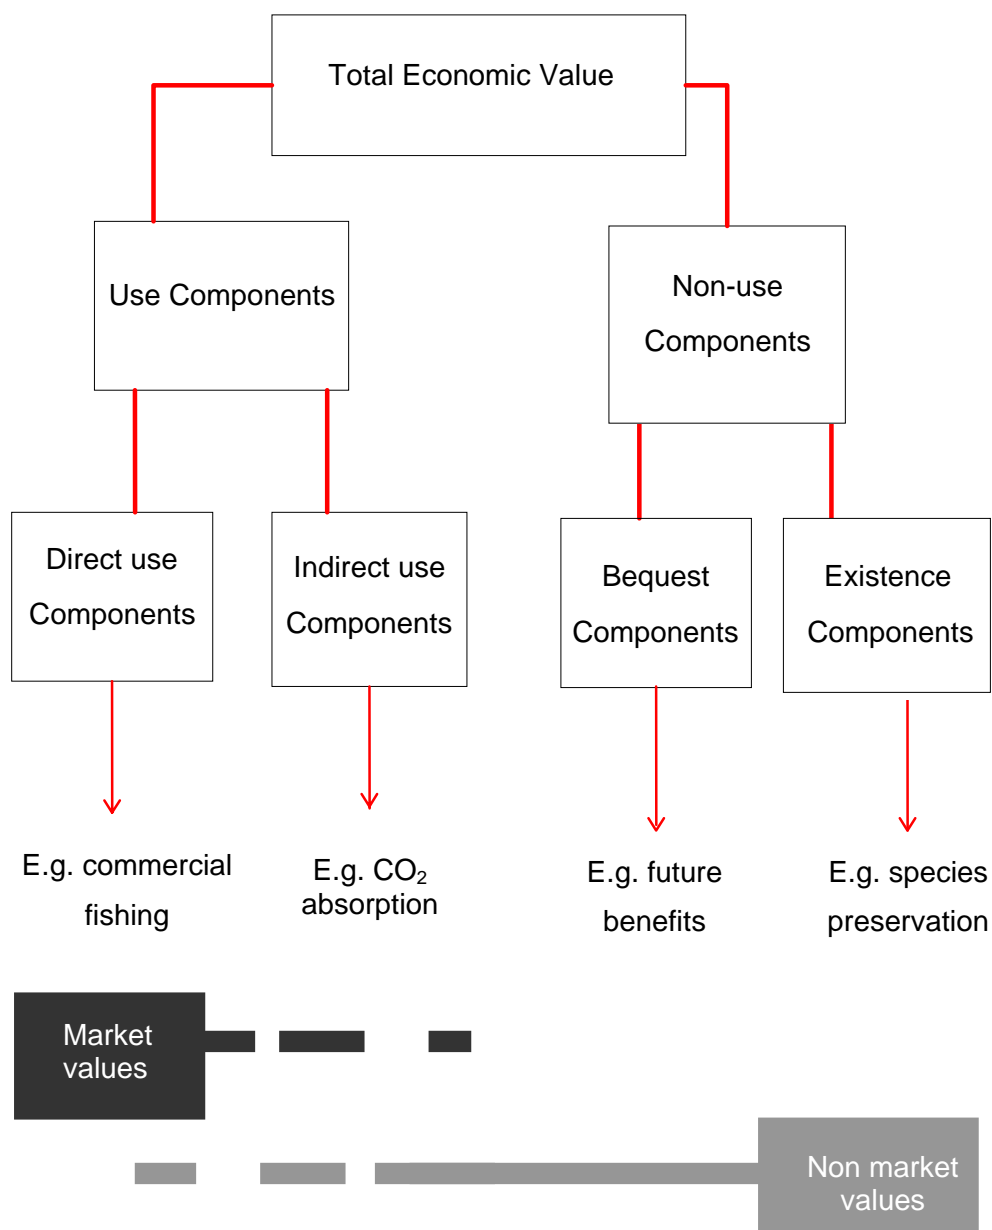 Total Economic Value
Use Components
Non-use
Components
Direct use
Components
Indirect use
Components
Bequest
Components
Existence
Components
E.g. commercial
fishing
E.g. CO₂
absorption
E.g. future
benefits
E.g. species
preservation
Market
values
Non market
values